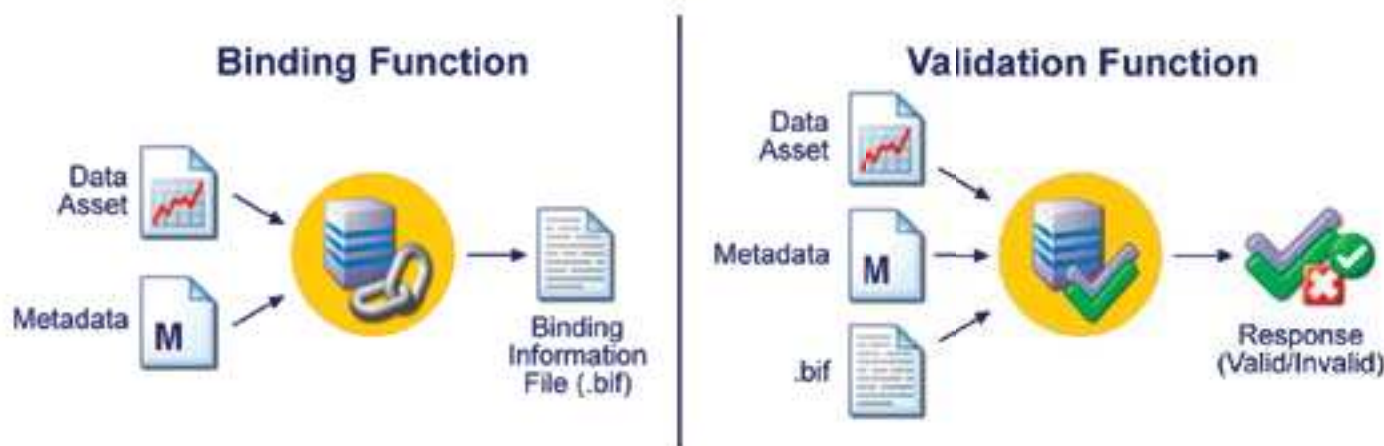 Binding Function
Data
Asset
Metadata
M
Binding
Information
File (.bif)
Validation Function
Data
Asset
Metadata
M
.bif
Response
(Valid/Invalid)